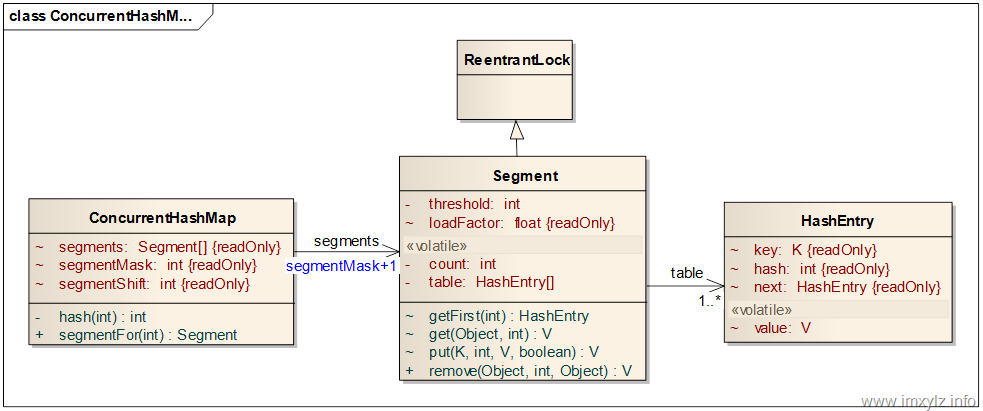 class ConcurrentHashM...
ReentrantLock
Segment
- threshold: int
~ loadFactor: float {readOnly}
«volatile»
- count: int
- table: HashEntry[]
~ getFirst(int) : HashEntry
~ get(Object, int) : V
~ put(K, int, V, boolean) : V
+ remove(Object, int, Object) : V
ConcurrentHashMap
~ segments: Segment[] {readOnly}
~ segmentMask: int {readOnly}
~ segmentShift: int {readOnly}
- hash(int) : int
+ segmentFor(int) : Segment
segments
segmentMask+1
table
1..*
HashEntry
~ key: K {readOnly}
~ hash: int {readOnly}
~ next: HashEntry {readOnly}
«volatile»
~ value: V
www.imxylz.info